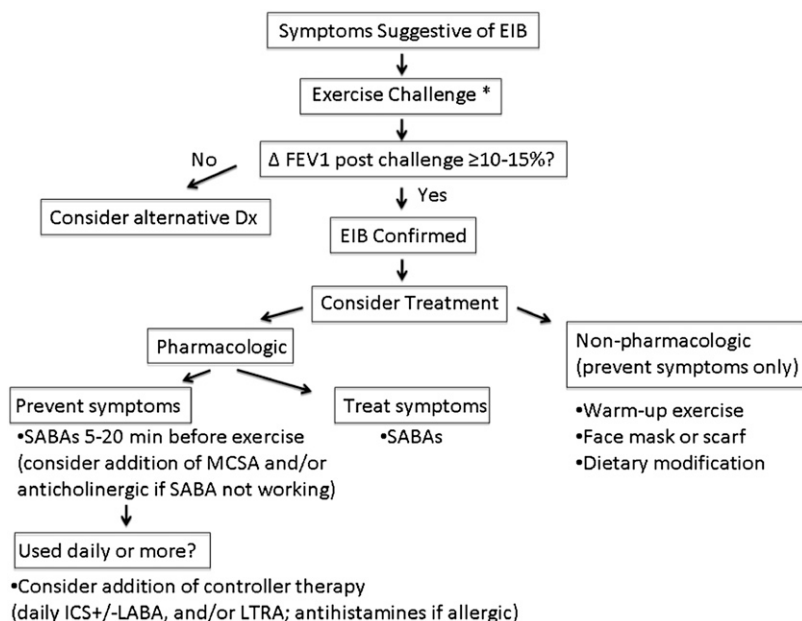 Symptoms Suggestive of EIB
Exercise Challenge *
Δ FEV1 post challenge ≥10-15%?
No
Yes
Consider alternative Dx
EIB Confirmed
Consider Treatment
Pharmacologic
Non-pharmacologic
(prevent symptoms only)
•Warm-up exercise
•Face mask or scarf
•Dietary modification
Prevent symptoms
•SABAs 5-20 min before exercise
(consider addition of MCSA and/or
anticholinergic if SABA not working)
Treat symptoms
•SABAs
Used daily or more?
•Consider addition of controller therapy
(daily ICS+/-LABA, and/or LTRA; antihistamines if allergic)